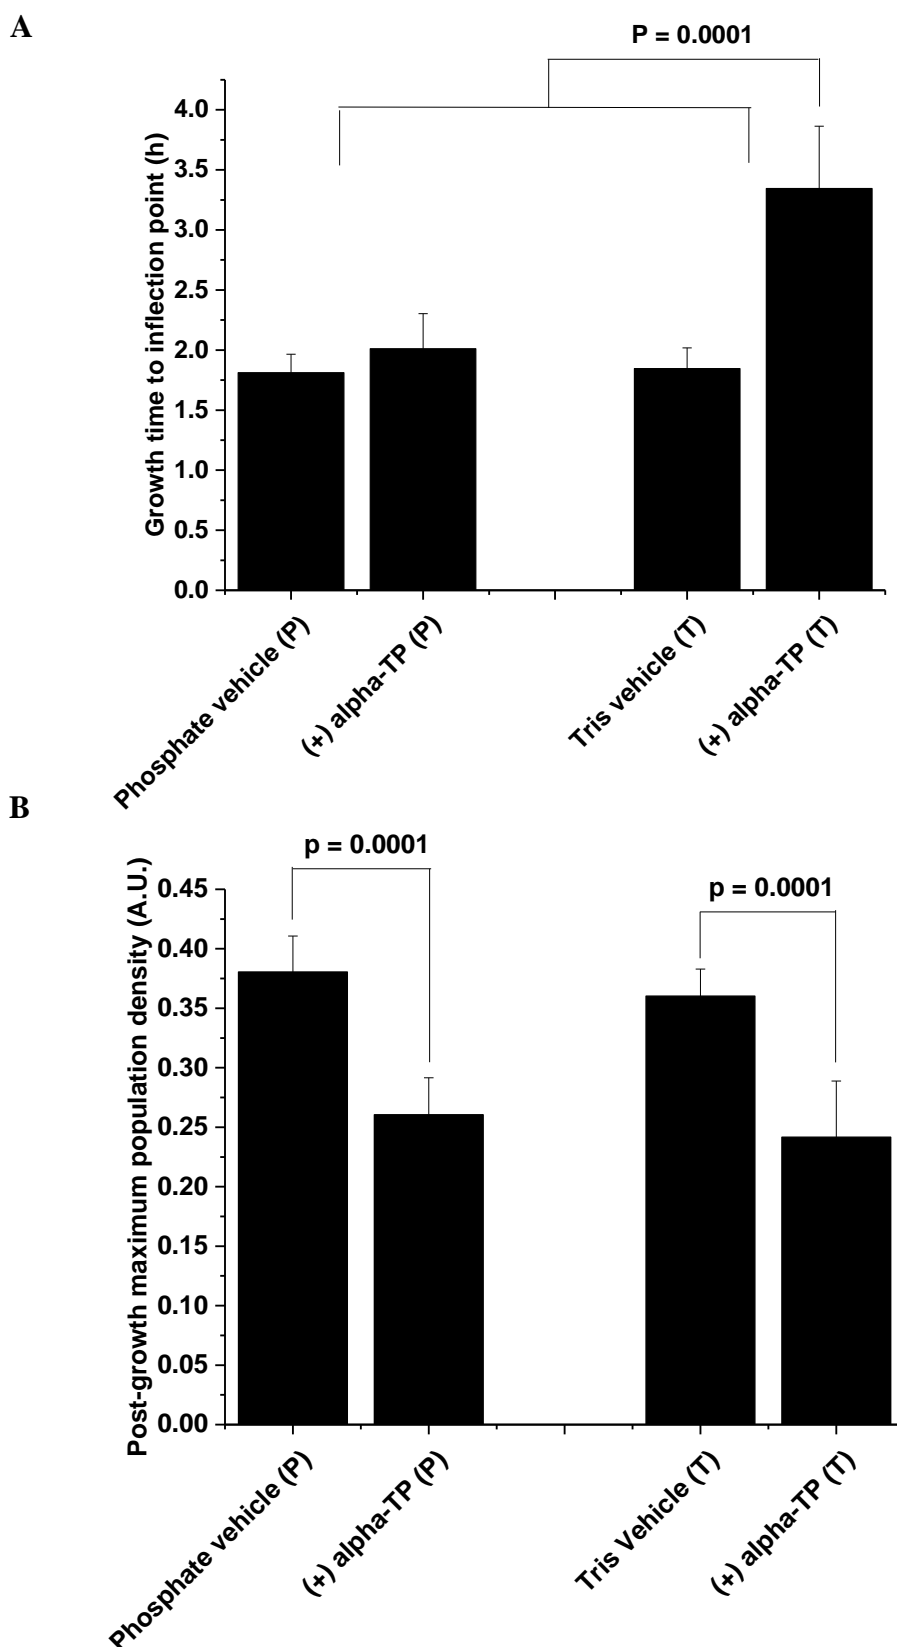 A
P = 0.0001
Growth time to inflection point (h)
4.0
3.5
3.0
2.5
2.0
1.5
1.0
0.5
0.0
Phosphate vehicle (P)
(+) alpha-TP (P)
Tris vehicle (T)
(+) alpha-TP (T)
B
p = 0.0001
p = 0.0001
Post-growth maximum population density (A.U.)
0.45
0.40
0.35
0.30
0.25
0.20
0.15
0.10
0.05
0.00
Phosphate vehicle (P)
(+) alpha-TP (P)
Tris Vehicle (T)
(+) alpha-TP (T)